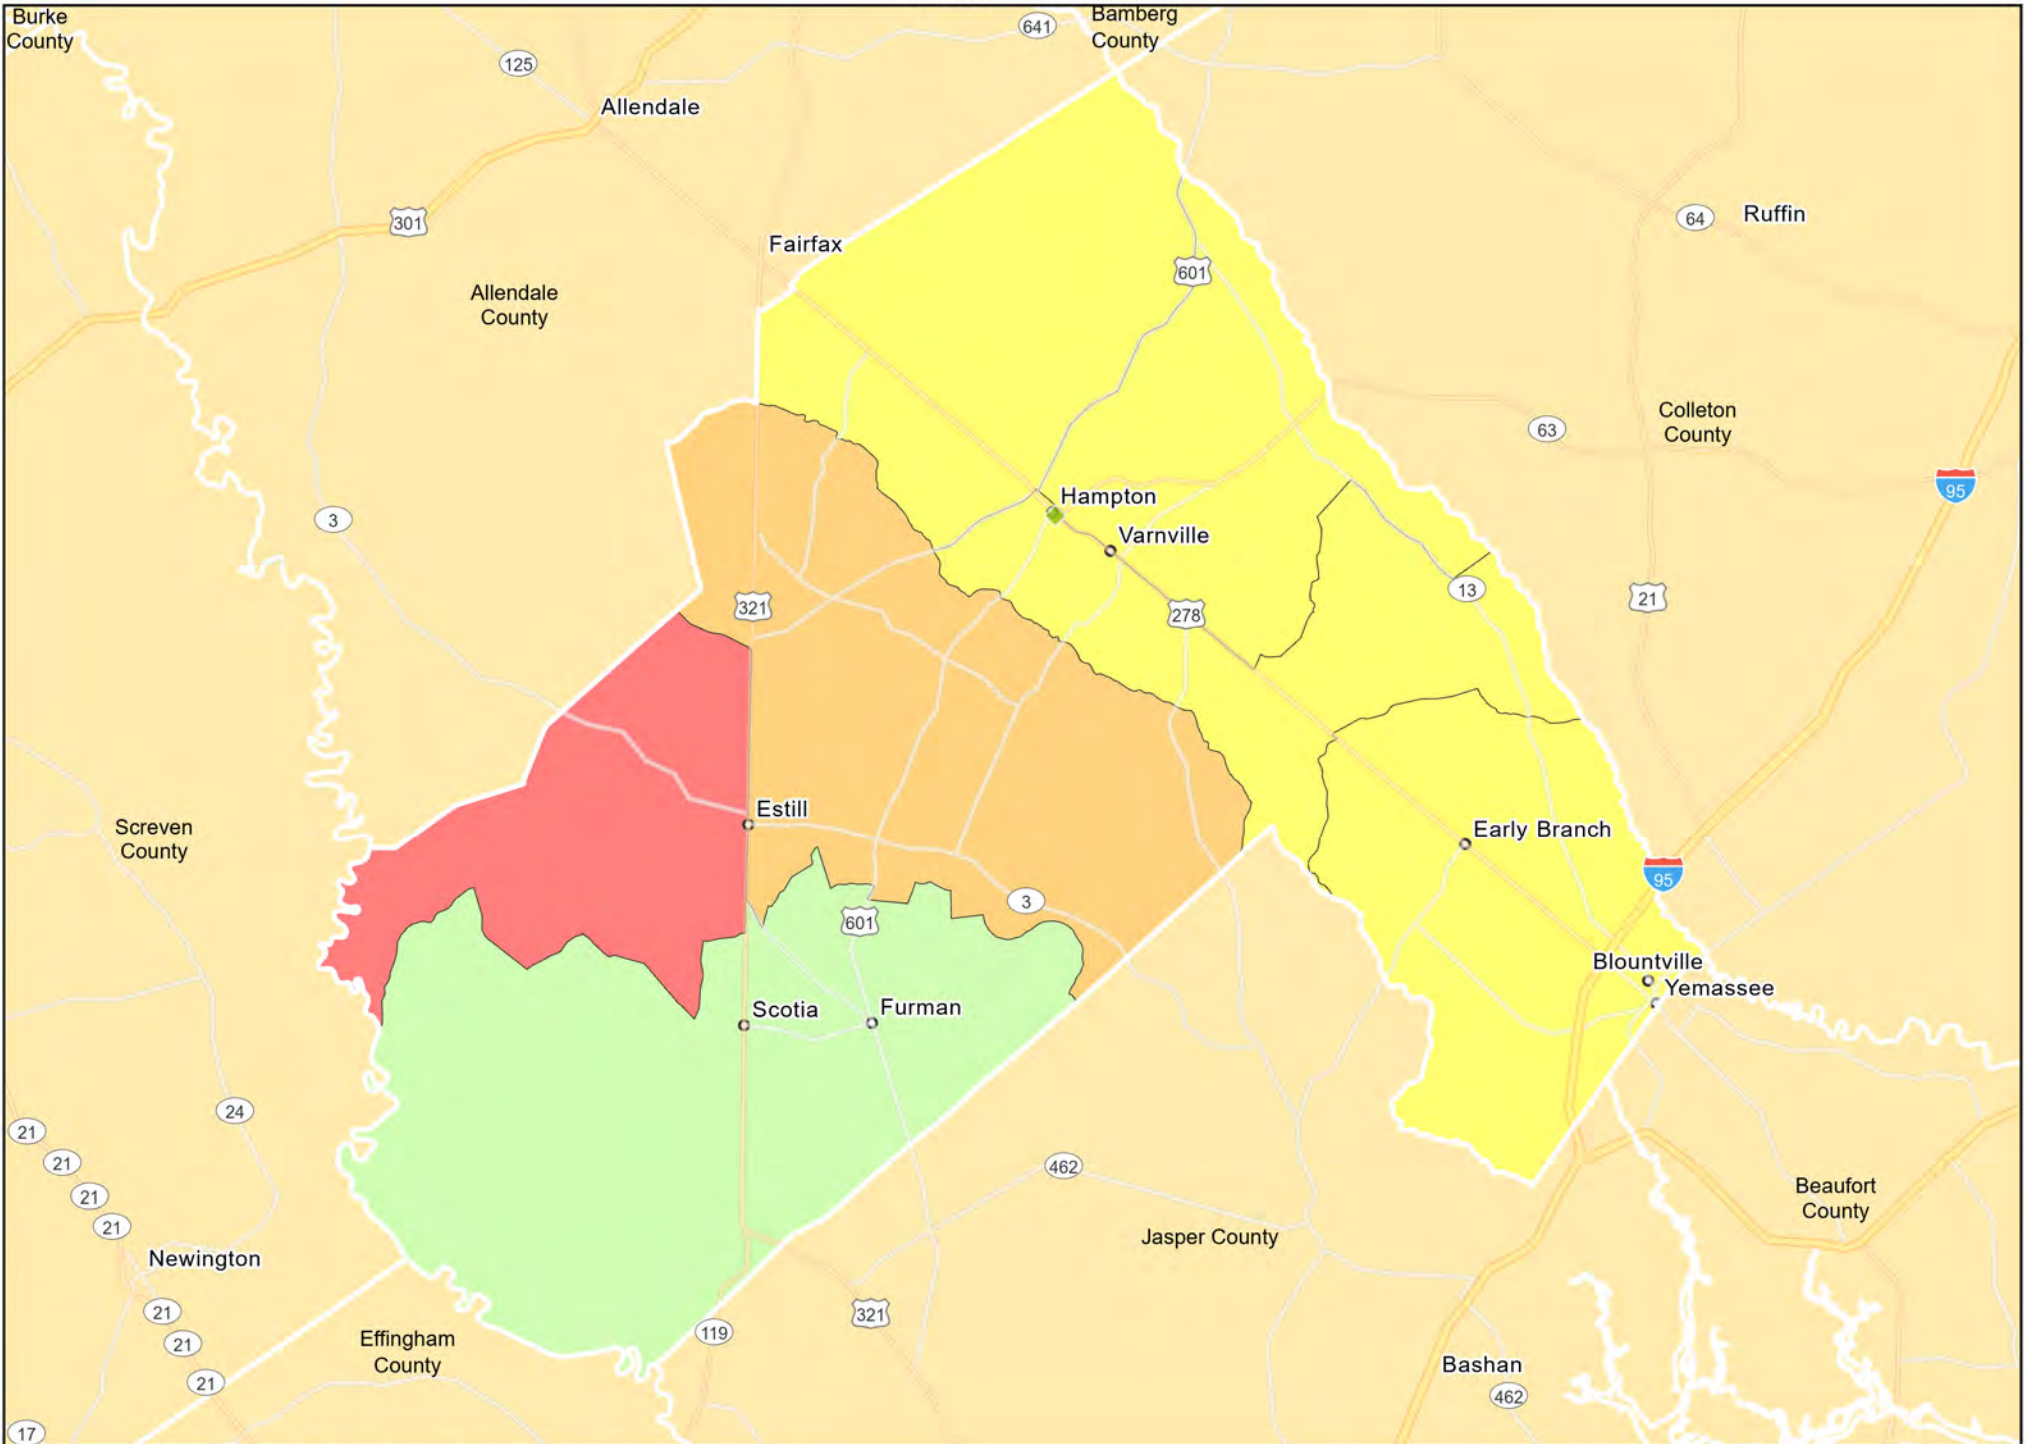 Burke
County
641
Bamberg
County
125
Allendale
301
64
Ruffin
Fairfax
601
Allendale
County
Colleton
County
63
95
Hampton
3
Varnville
13
21
321
278
Estill
Screven
County
Early Branch
95
3
601
Blountville
Yemassee
Scotia
Furman
24
21
21
462
21
Beaufort
County
21
Jasper County
Newington
21
321
119
21
Effingham
County
Bashan
21
462
17